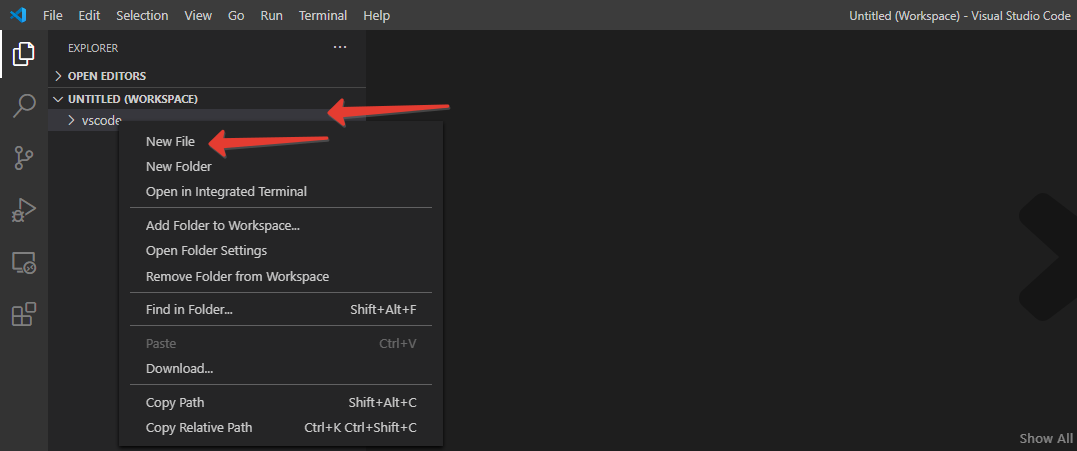 File Edit Selection View Go Run Terminal Help Untitled (Workspace) - Visual Studio Code
EXPLORER ...
OPEN EDITORS
UNTITLED (WORKSPACE)
vscode
New File
New Folder
Open in Integrated Terminal
Add Folder to Workspace...
Open Folder Settings
Remove Folder from Workspace
Find in Folder... Shift+Alt+F
Paste Ctrl+V
Download...
Copy Path Shift+Alt+C
Copy Relative Path Ctrl+K Ctrl+Shift+C
Show All